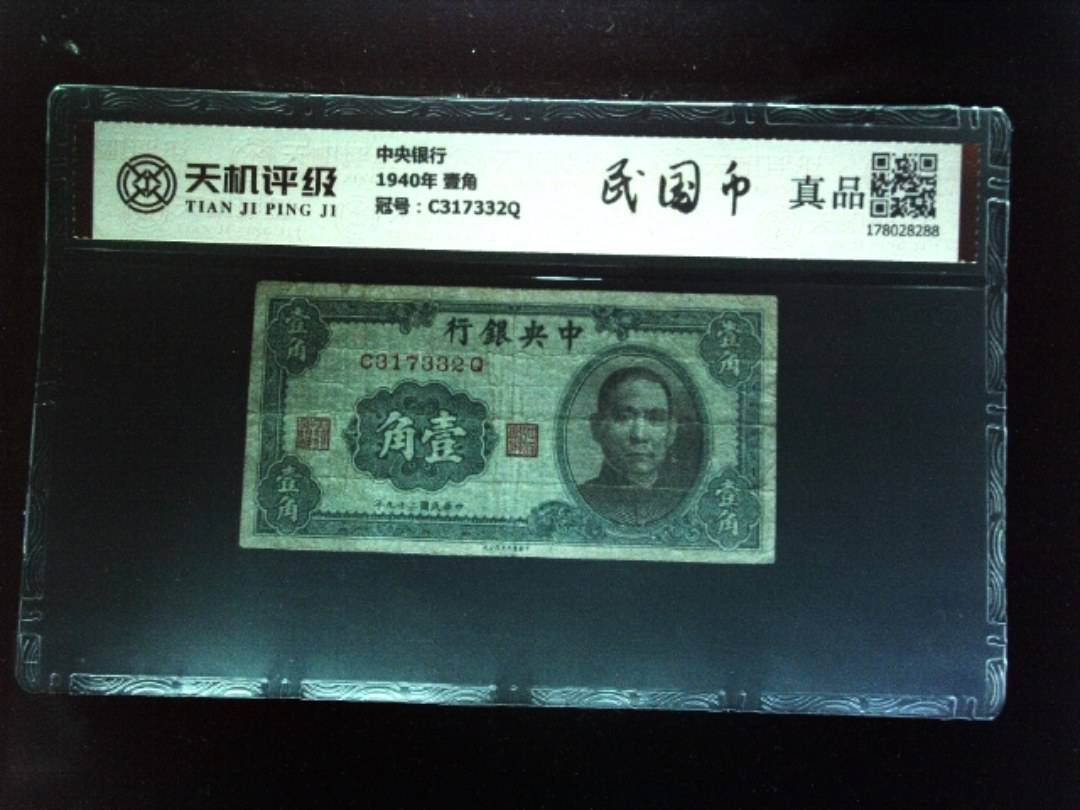 天机评级
TIAN JI PING JI
中央银行
1940年 壹角
冠号：C317332Q
民国币
真品
178028288
行銀央中
C317332Q
壹角
壹角
角壹
壹角
壹角